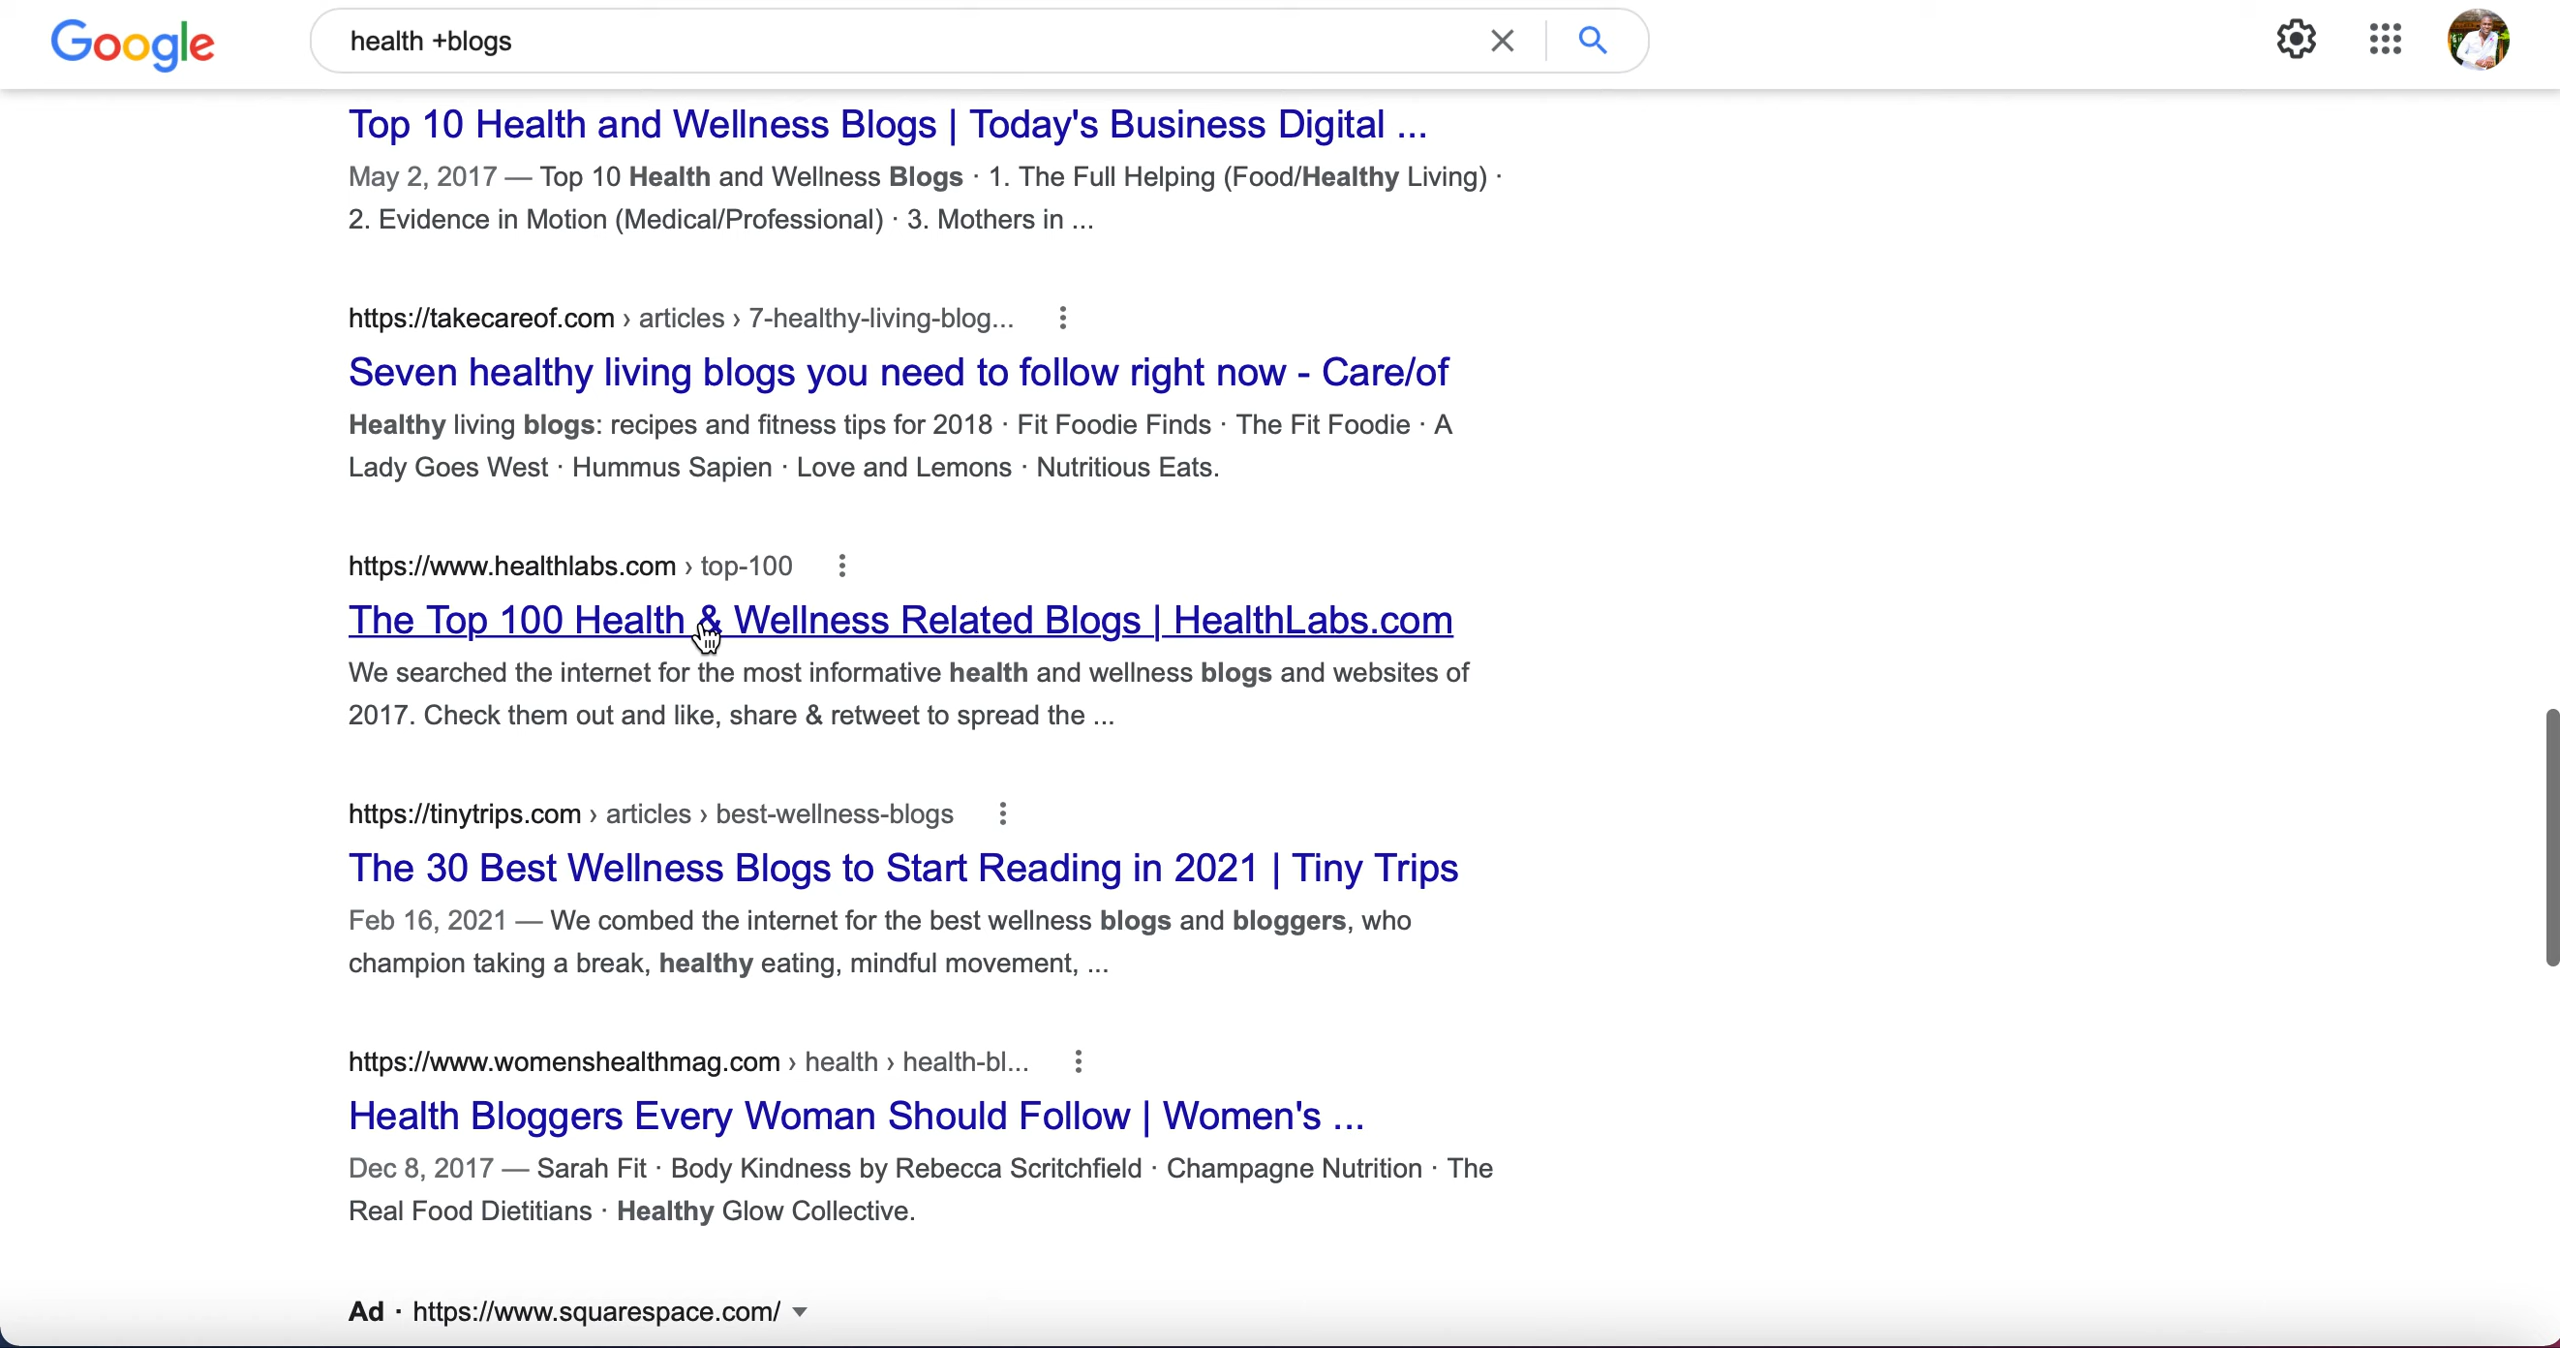 Google
health +blogs
Top 10 Health and Wellness Blogs | Today's Business Digital ...
May 2, 2017 — Top 10 Health and Wellness Blogs · 1. The Full Helping (Food/Healthy Living) ·
2. Evidence in Motion (Medical/Professional) · 3. Mothers in ...
https://takecareof.com › articles › 7-healthy-living-blog...
Seven healthy living blogs you need to follow right now - Care/of
Healthy living blogs: recipes and fitness tips for 2018 · Fit Foodie Finds · The Fit Foodie · A
Lady Goes West · Hummus Sapien · Love and Lemons · Nutritious Eats.
https://www.healthlabs.com › top-100
The Top 100 Health & Wellness Related Blogs | HealthLabs.com
We searched the internet for the most informative health and wellness blogs and websites of
2017. Check them out and like, share & retweet to spread the ...
https://tinytrips.com › articles › best-wellness-blogs
The 30 Best Wellness Blogs to Start Reading in 2021 | Tiny Trips
Feb 16, 2021 — We combed the internet for the best wellness blogs and bloggers, who
champion taking a break, healthy eating, mindful movement, ...
https://www.womenshealthmag.com › health › health-bl...
Health Bloggers Every Woman Should Follow | Women's ...
Dec 8, 2017 — Sarah Fit · Body Kindness by Rebecca Scritchfield · Champagne Nutrition · The
Real Food Dietitians · Healthy Glow Collective.
Ad · https://www.squarespace.com/